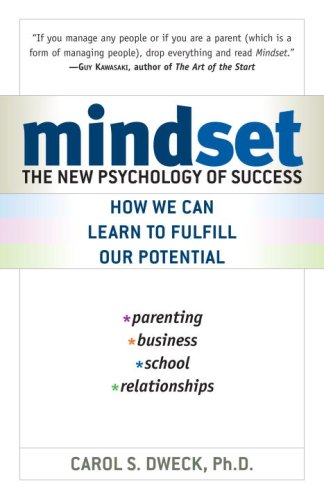 “If you manage any people or if you are a parent (which is a
form of managing people), drop everything and read Mindset.”
—GUY KAWASAKI, author of The Art of the Start
mindset
THE NEW PSYCHOLOGY OF SUCCESS
HOW WE CAN
LEARN TO FULFILL
OUR POTENTIAL
*parenting
*business
*school
*relationships
CAROL S. DWECK, Ph.D.